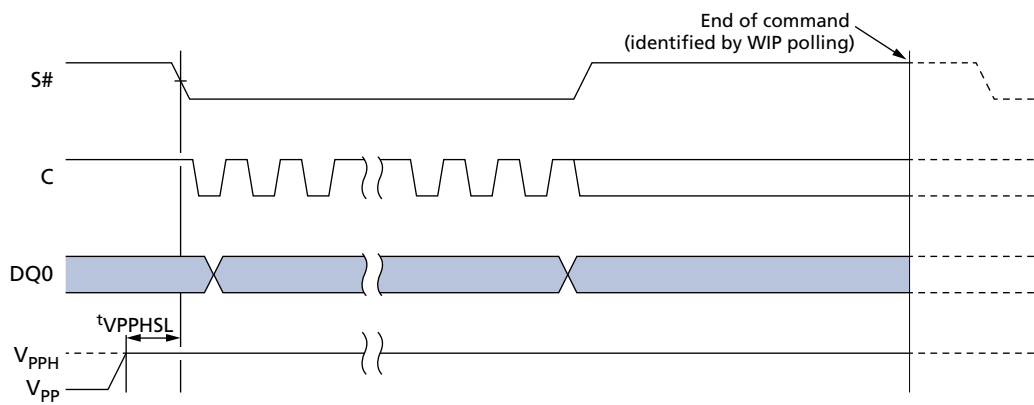 End of command
(identified by WIP polling)
S#
C
DQ0
tVPPHSL
VPPH
VPP